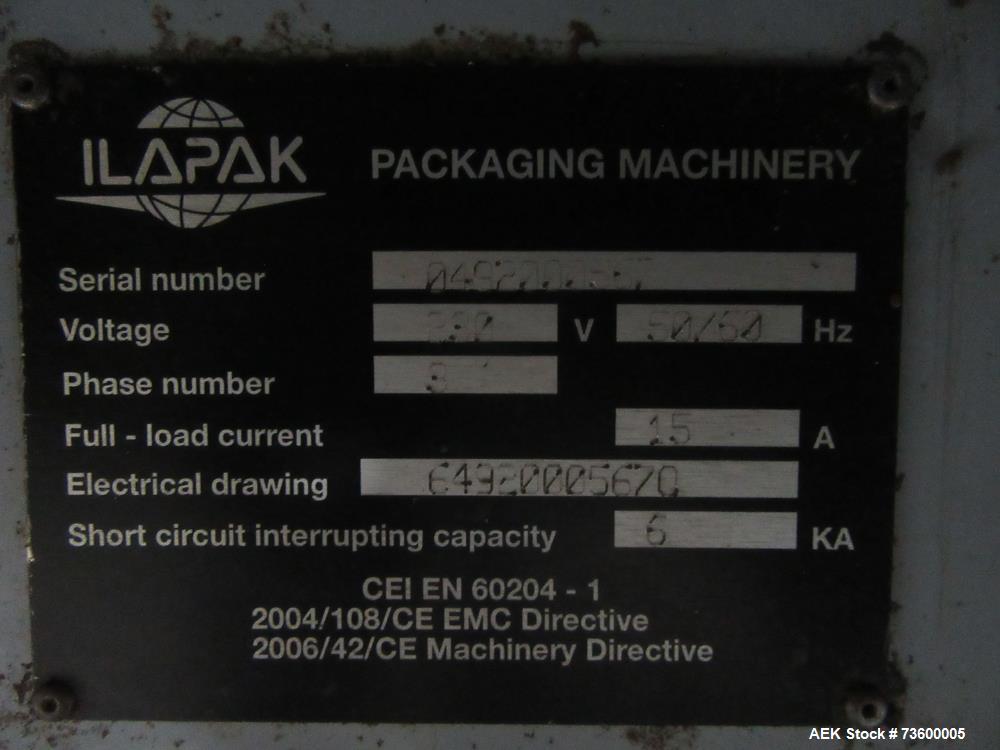 ILAPAK
PACKAGING MACHINERY
Serial number
Voltage 230 V 50/60 Hz
Phase number 3
Full - load current 15 A
Electrical drawing
Short circuit interrupting capacity 6 KA
CEI EN 60204 - 1
2004/108/CE EMC Directive
2006/42/CE Machinery Directive
AEK Stock #73600005